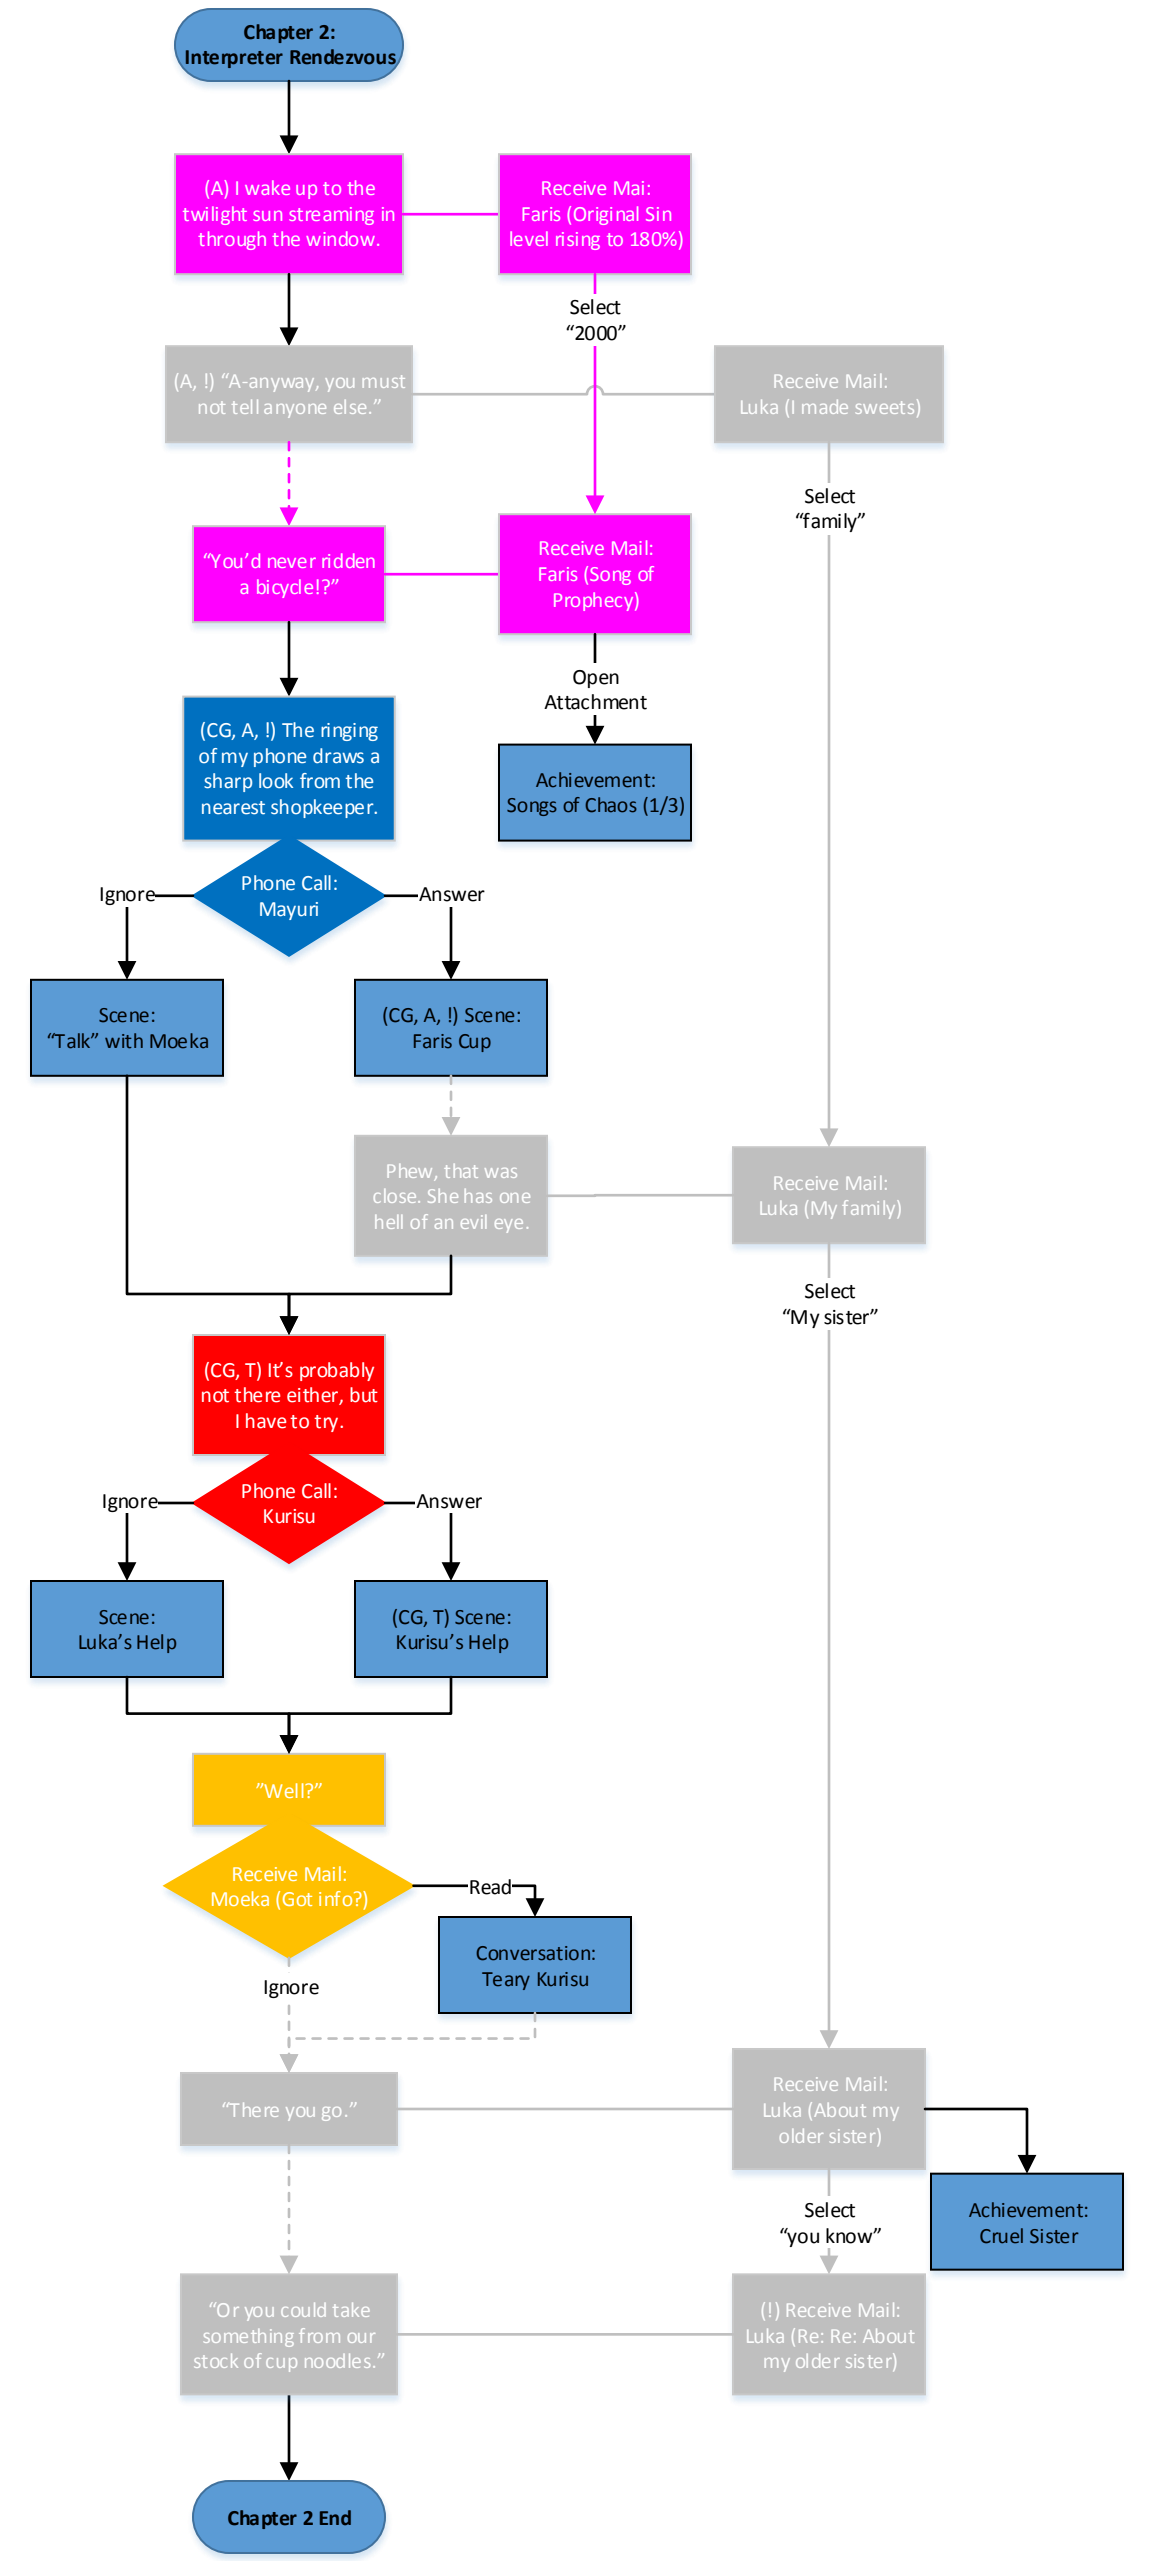 Chapter 2:
Interpreter Rendezvous
(A) I wake up to the
twilight sun streaming in
through the window.
Receive Mai:
Faris (Original Sin
level rising to 180%)
Select
“2000”
(A, !) “A-anyway, you must
not tell anyone else.”
Receive Mail:
Luka (I made sweets)
Select
“family”
“You’d never ridden
a bicycle!?”
Receive Mail:
Faris (Song of
Prophecy)
Open
Attachment
(CG, A, !) The ringing
of my phone draws a
sharp look from the
nearest shopkeeper.
Achievement:
Songs of Chaos (1/3)
Phone Call:
Mayuri
Ignore
Answer
Scene:
“Talk” with Moeka
(CG, A, !) Scene:
Faris Cup
Phew, that was
close. She has one
hell of an evil eye.
Receive Mail:
Luka (My family)
Select
“My sister”
(CG, T) It’s probably
not there either, but
I have to try.
Phone Call:
Kurisu
Ignore
Answer
Scene:
Luka’s Help
(CG, T) Scene:
Kurisu’s Help
”Well?”
Receive Mail:
Moeka (Got info?)
Read
Conversation:
Teary Kurisu
Ignore
“There you go.”
Receive Mail:
Luka (About my
older sister)
Select
“you know”
Achievement:
Cruel Sister
“Or you could take
something from our
stock of cup noodles.”
(!) Receive Mail:
Luka (Re: Re: About
my older sister)
Chapter 2 End